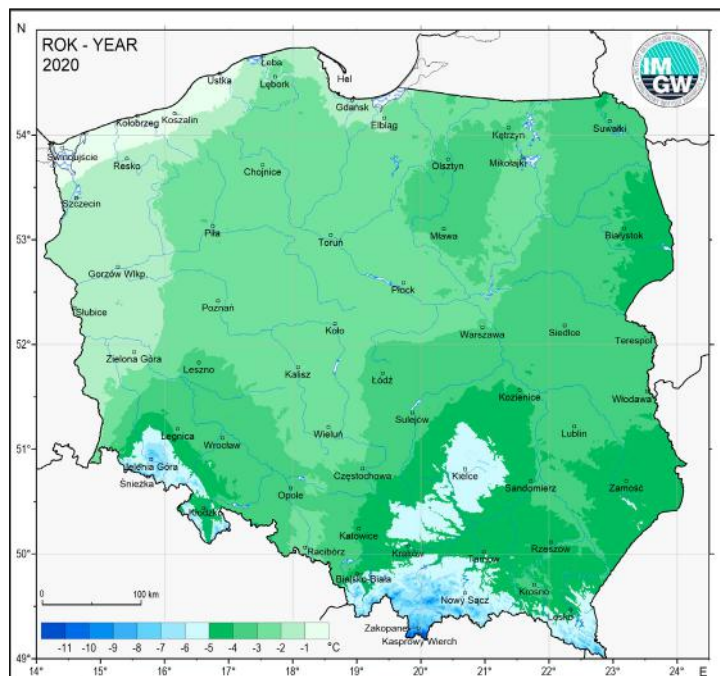 N
ROK - YEAR
2020
IM
GW
Łeba
Ustka
Lębork
Hel
Gdańsk
Koszalin
Kołobrzeg
Elbląg
54°
Kętrzyn
Suwałki
Świnoujście
Resko
Chojnice
Olsztyn
Mikołajki
Szczecin
Piła
Toruń
Mława
Białystok
53°
Gorzów Wlkp.
Płock
Słubice
Poznań
Koło
Warszawa
Siedlce
Terespol
52°
Zielona Góra
Leszno
Kalisz
Łódź
Kozienice
Włodawa
Sulejów
Legnica
Wrocław
Wieluń
Lublin
51°
Jelenia Góra
Śnieżka
Częstochowa
Kielce
Sandomierz
Zamość
Opole
Kłodzko
Katowice
50°
Racibórz
Kraków
Tarnów
Rzeszów
Bielsko-Biała
Nowy Sącz
Krosno
Lesko
0 100 km
Zakopane
Kasprowy Wierch
-11 -10 -9 -8 -7 -6 -5 -4 -3 -2 -1 °C
49°
14° 15° 16° 17° 18° 19° 20° 21° 22° 23° 24° E